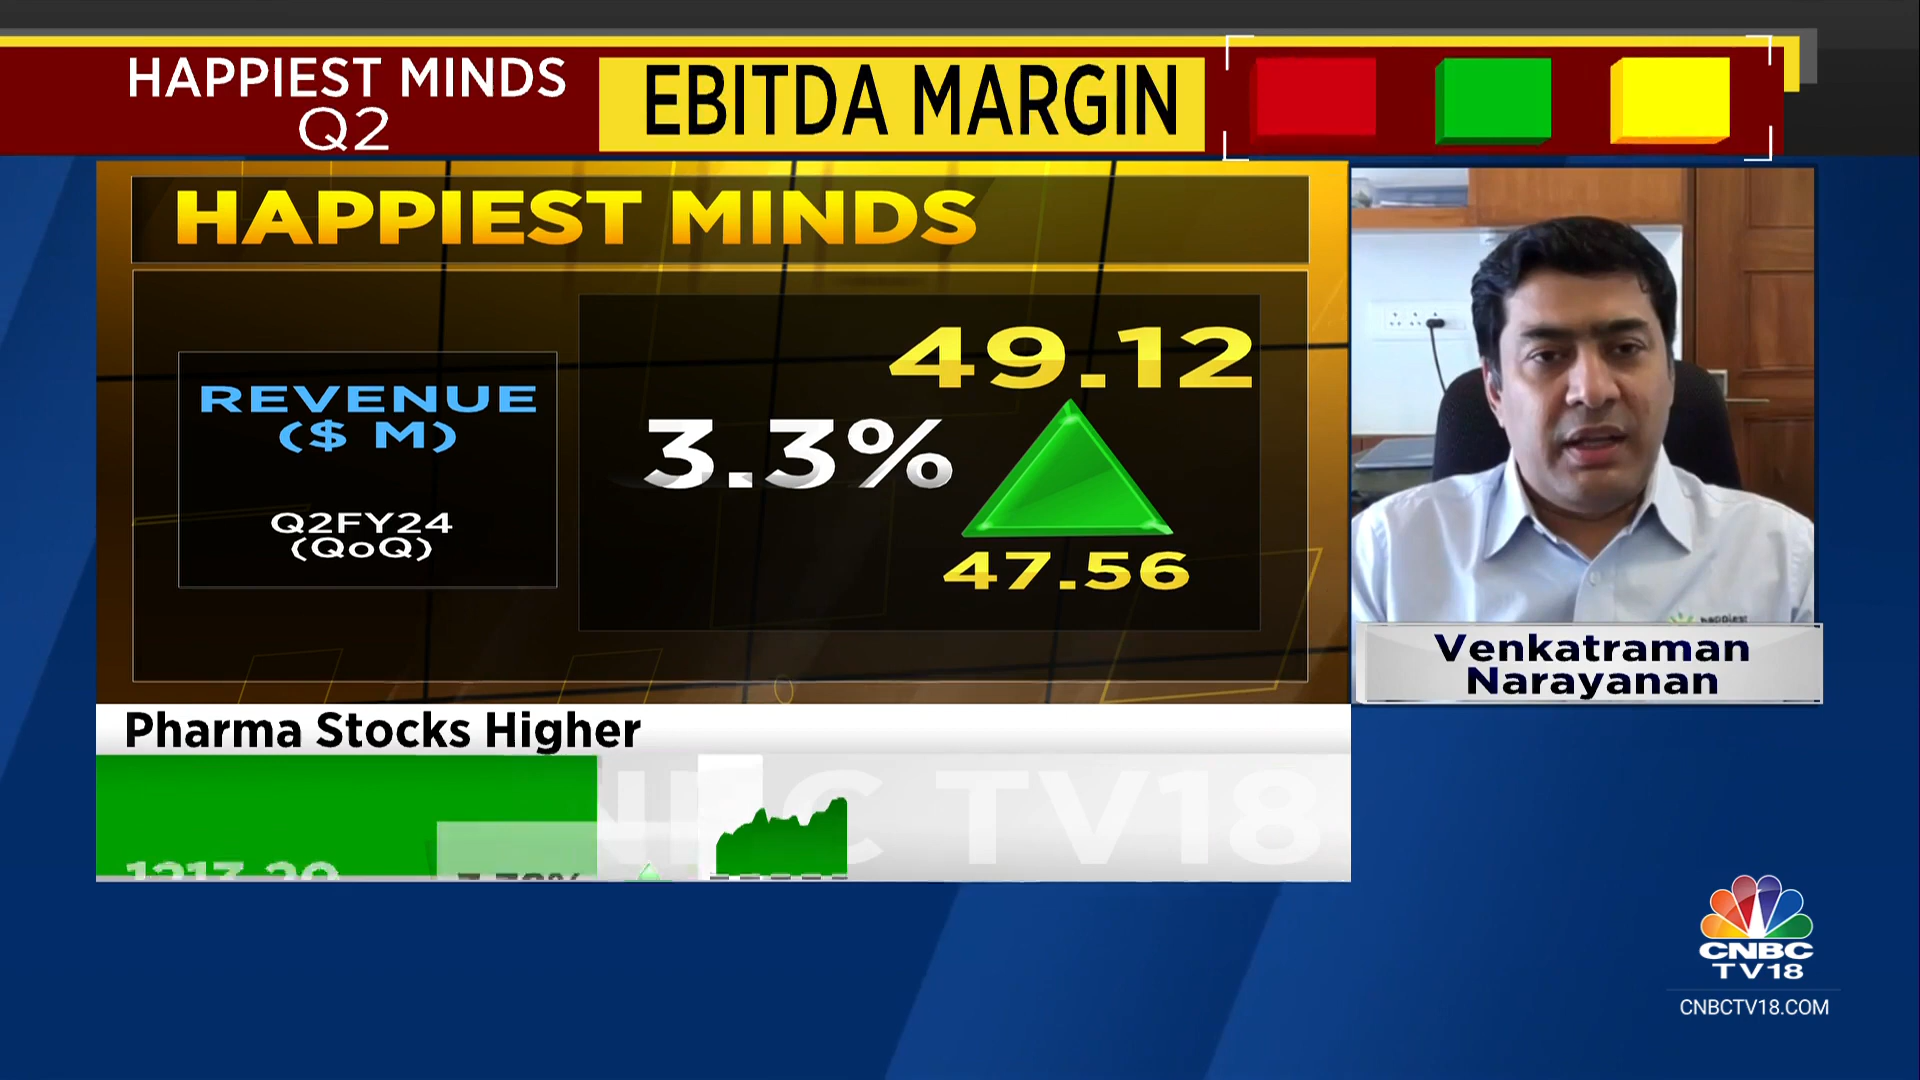 HAPPIEST MINDS
Q2
EBITDA MARGIN
HAPPIEST MINDS
REVENUE
($ M)
Q2FY24
(QoQ)
49.12
3.3%
47.56
Venkatraman
Narayanan
happiest
Pharma Stocks Higher
CNBC TV18
CNBC
TV18
CNBCTV18.COM